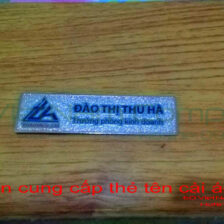 ĐÀO THỊ THU HÀ
Trưởng phòng kinh doanh
n cung cấp thẻ tên cài á